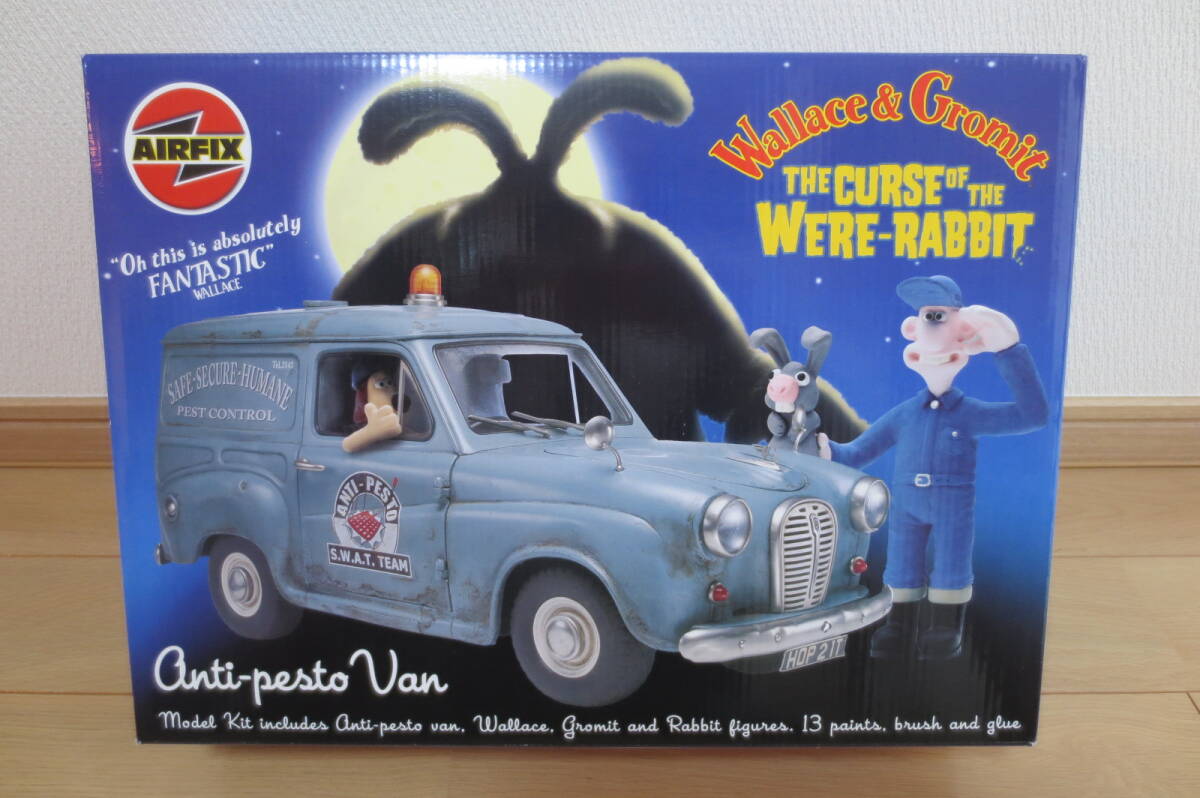 AIRFIX
Wallace & Gromit
THE CURSE OF THE
WERE-RABBIT
"Oh this is absolutely
FANTASTIC"
WALLACE
SAFE-SECURE-HUMANE
PEST CONTROL
ANTI-PESTO
S.W.A.T. TEAM
HOP 21T
Anti-pesto Van
Model Kit includes Anti-pesto van, Wallace, Gromit and Rabbit figures. 13 paints, brush and glue